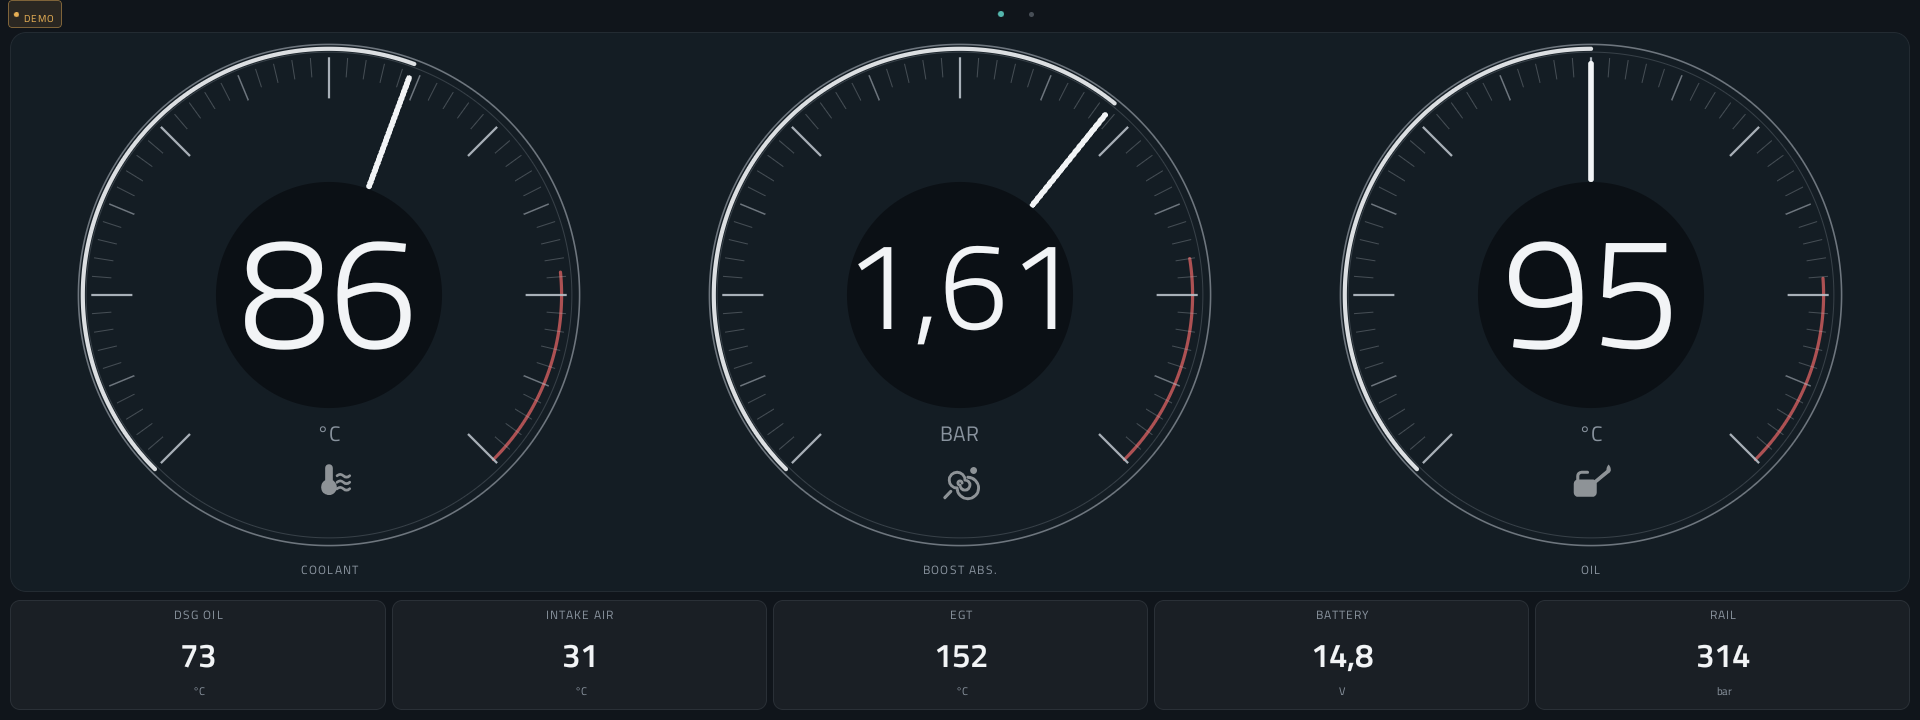 DEMO
86
°C
COOLANT
1,61
BAR
BOOST ABS.
95
°C
OIL
DSG OIL
73
°C
INTAKE AIR
31
°C
EGT
152
°C
BATTERY
14,8
V
RAIL
314
bar